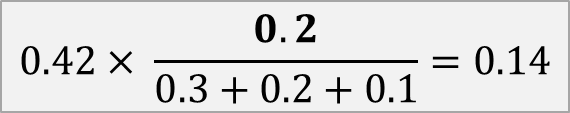 0.42 × 0.2 / (0.3 + 0.2 + 0.1) = 0.14